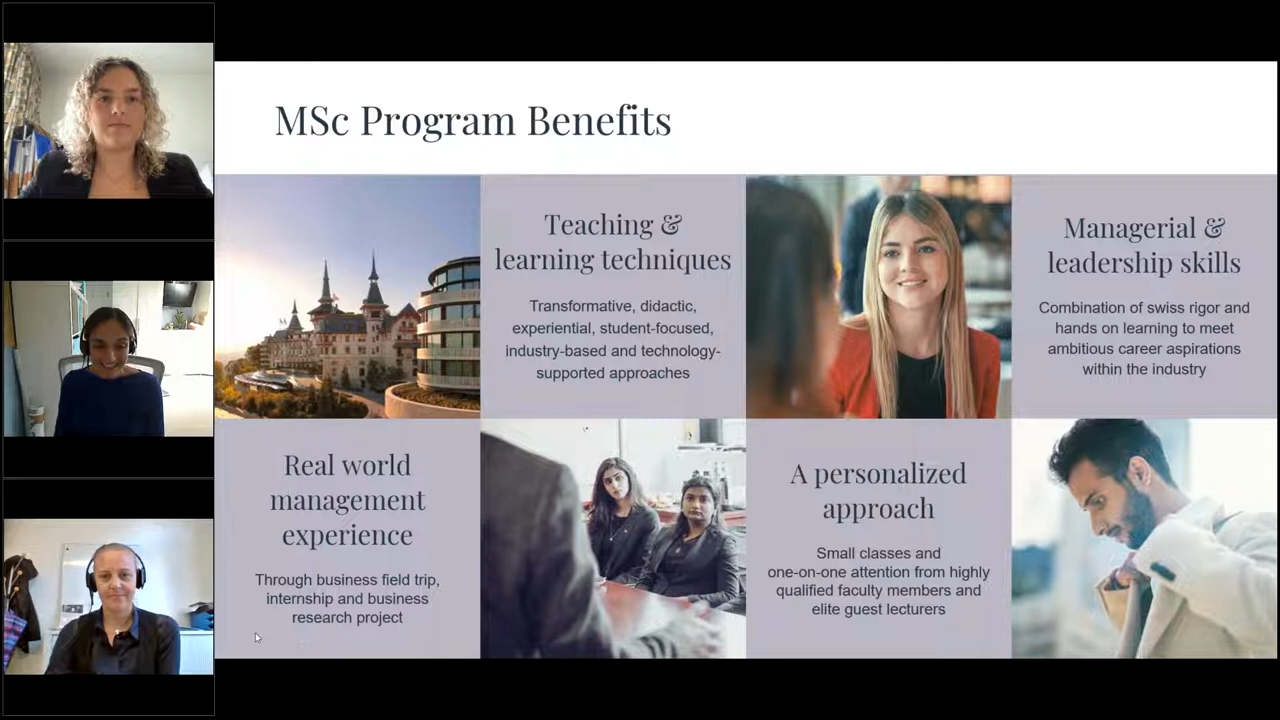 MSc Program Benefits
Teaching &
learning techniques
Transformative, didactic,
experiential, student-focused,
industry-based and technology-
supported approaches
Managerial &
leadership skills
Combination of swiss rigor and
hands on learning to meet
ambitious career aspirations
within the industry
Real world
management
experience
Through business field trip,
internship and business
research project
A personalized
approach
Small classes and
one-on-one attention from highly
qualified faculty members and
elite guest lecturers